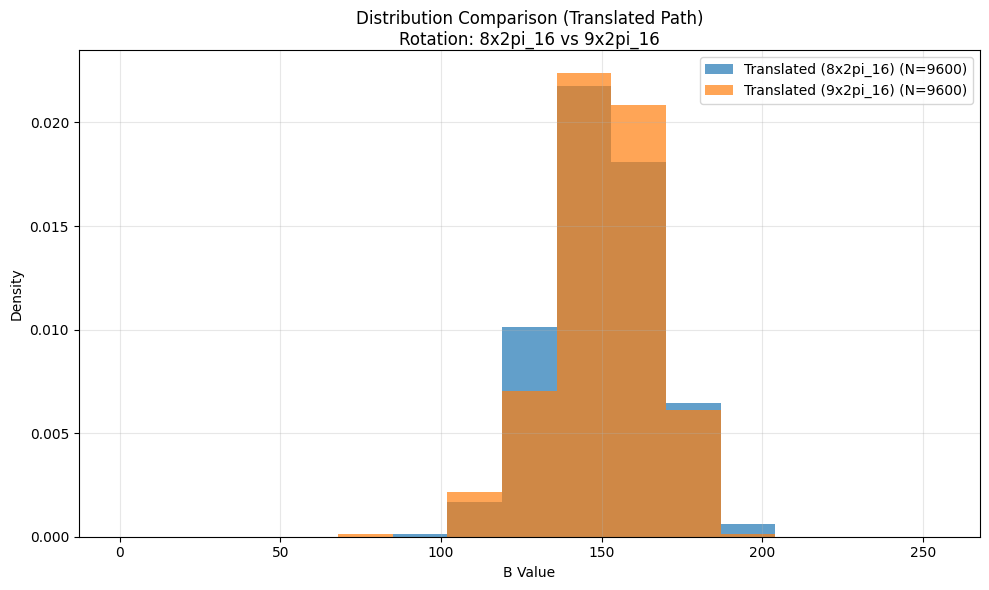 Distribution Comparison (Translated Path)
Rotation: 8x2pi_16 vs 9x2pi_16
Translated (8x2pi_16) (N=9600)
Translated (9x2pi_16) (N=9600)
Density
0.020
0.015
0.010
0.005
0.000
0 50 100 150 200 250
B Value